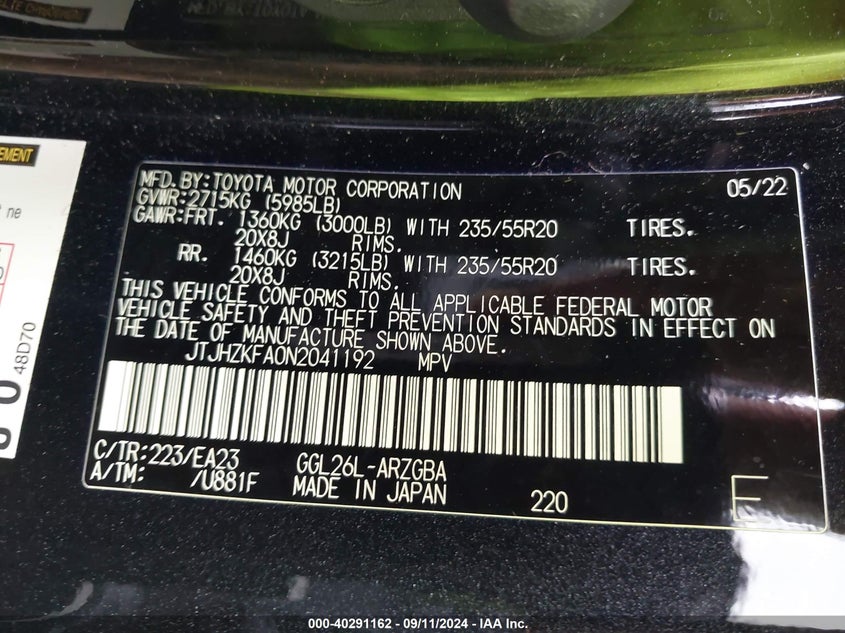 EMENT
ne
48D70
MFD.BY:TOYOTA MOTOR CORPORATION 05/22
GVWR:2715KG (5985LB)
GAWR:FRT. 1360KG (3000LB) WITH 235/55R20 TIRES.
20X8J RIMS.
RR. 1460KG (3215LB) WITH 235/55R20 TIRES.
20X8J RIMS.
THIS VEHICLE CONFORMS TO ALL APPLICABLE FEDERAL MOTOR
VEHICLE SAFETY AND THEFT PREVENTION STANDARDS IN EFFECT ON
THE DATE OF MANUFACTURE SHOWN ABOVE.
JTJHZKFA0N2041192 MPV
C/TR:223/EA23 GGL26L-ARZGBA
A/TM: /U881F MADE IN JAPAN 220 E
000-40291162 - 09/11/2024 - IAA Inc.